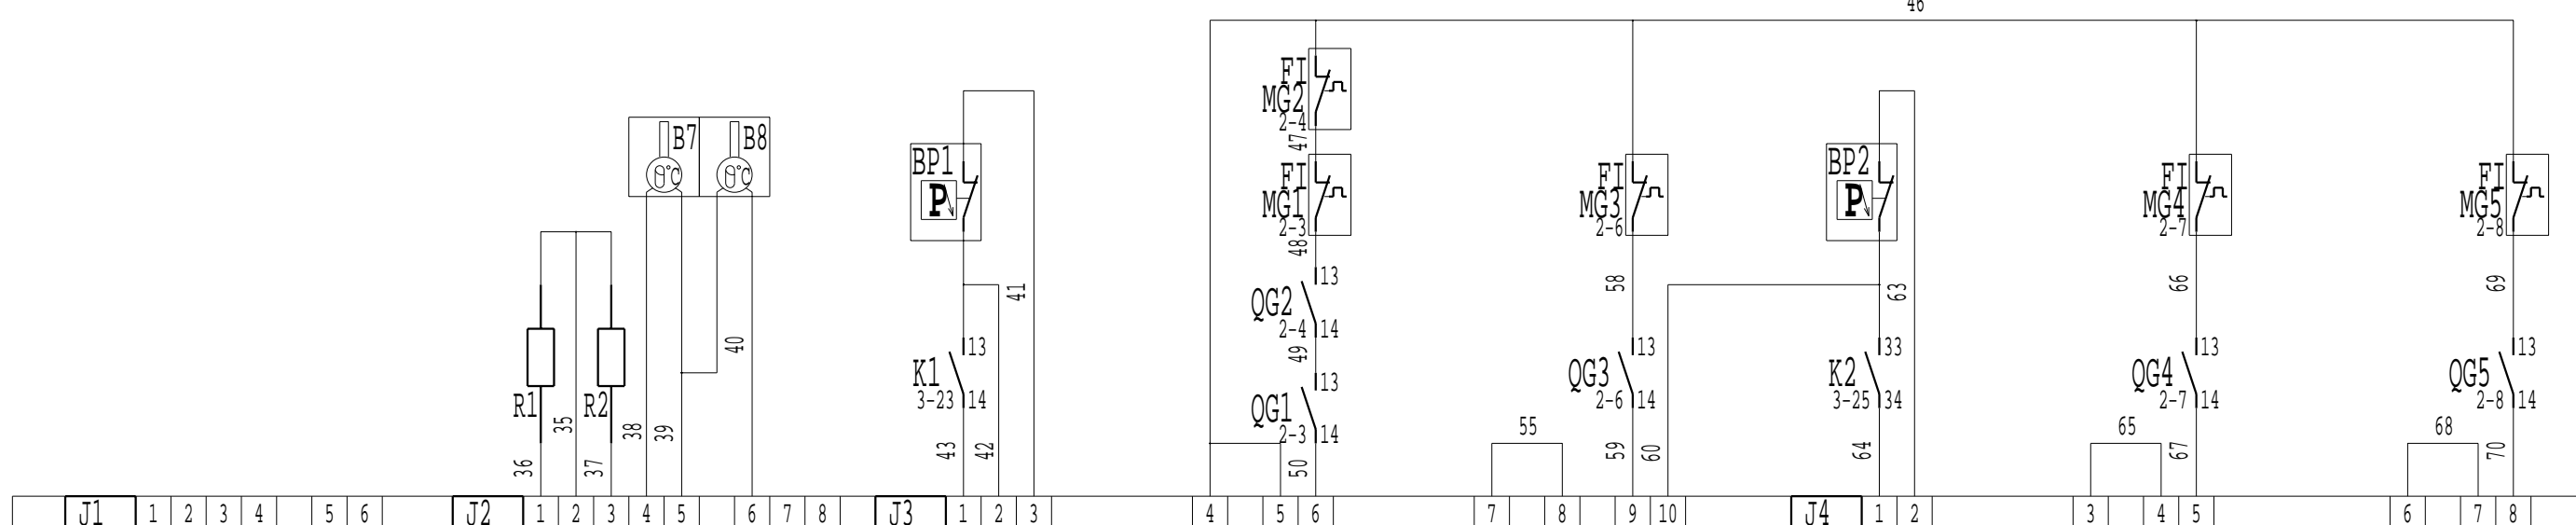 46
FI
MG2
2-4
47
B7
B8
θ°C
θ°C
BP1
P
FI
MG1
2-3
48
FI
MG3
2-6
BP2
P
FI
MG4
2-7
FI
MG5
2-8
41
13
QG2
2-4
14
58
63
66
69
40
49
K1
13
3-23
14
13
QG1
2-3
14
QG3
13
2-6
14
K2
33
3-25
34
QG4
13
2-7
14
QG5
13
2-8
14
R1
R2
35
38
39
36
37
43
42
50
55
59
60
64
65
67
68
70
J1 1 2 3 4 5 6 J2 1 2 3 4 5 6 7 8 J3 1 2 3 4 5 6 7 8 9 10 J4 1 2 3 4 5 6 7 8